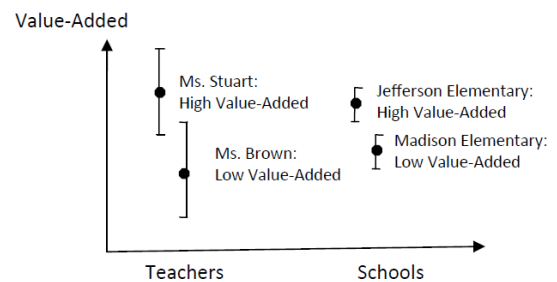 Value-Added
Ms. Stuart:
High Value-Added
Jefferson Elementary:
High Value-Added
Ms. Brown:
Low Value-Added
Madison Elementary:
Low Value-Added
Teachers
Schools